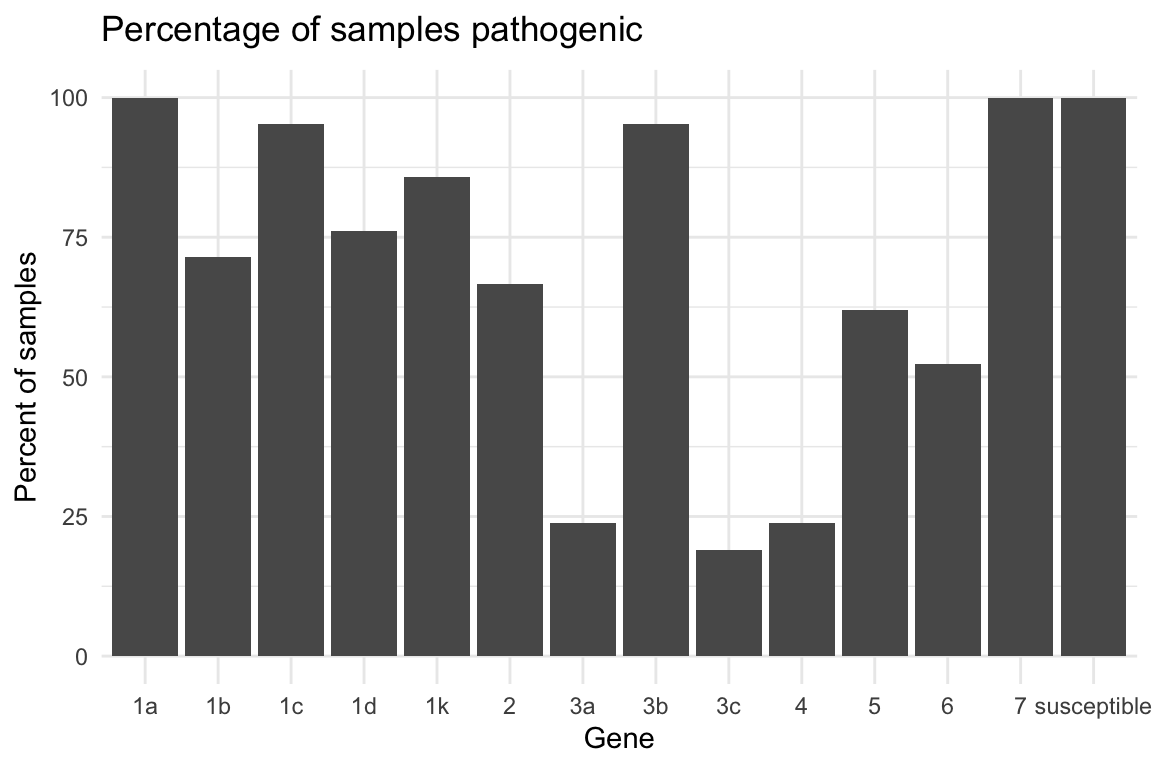 Percentage of samples pathogenic
Percent of samples
100
75
50
25
0
1a 1b 1c 1d 1k 2 3a 3b 3c 4 5 6 7 susceptible
Gene